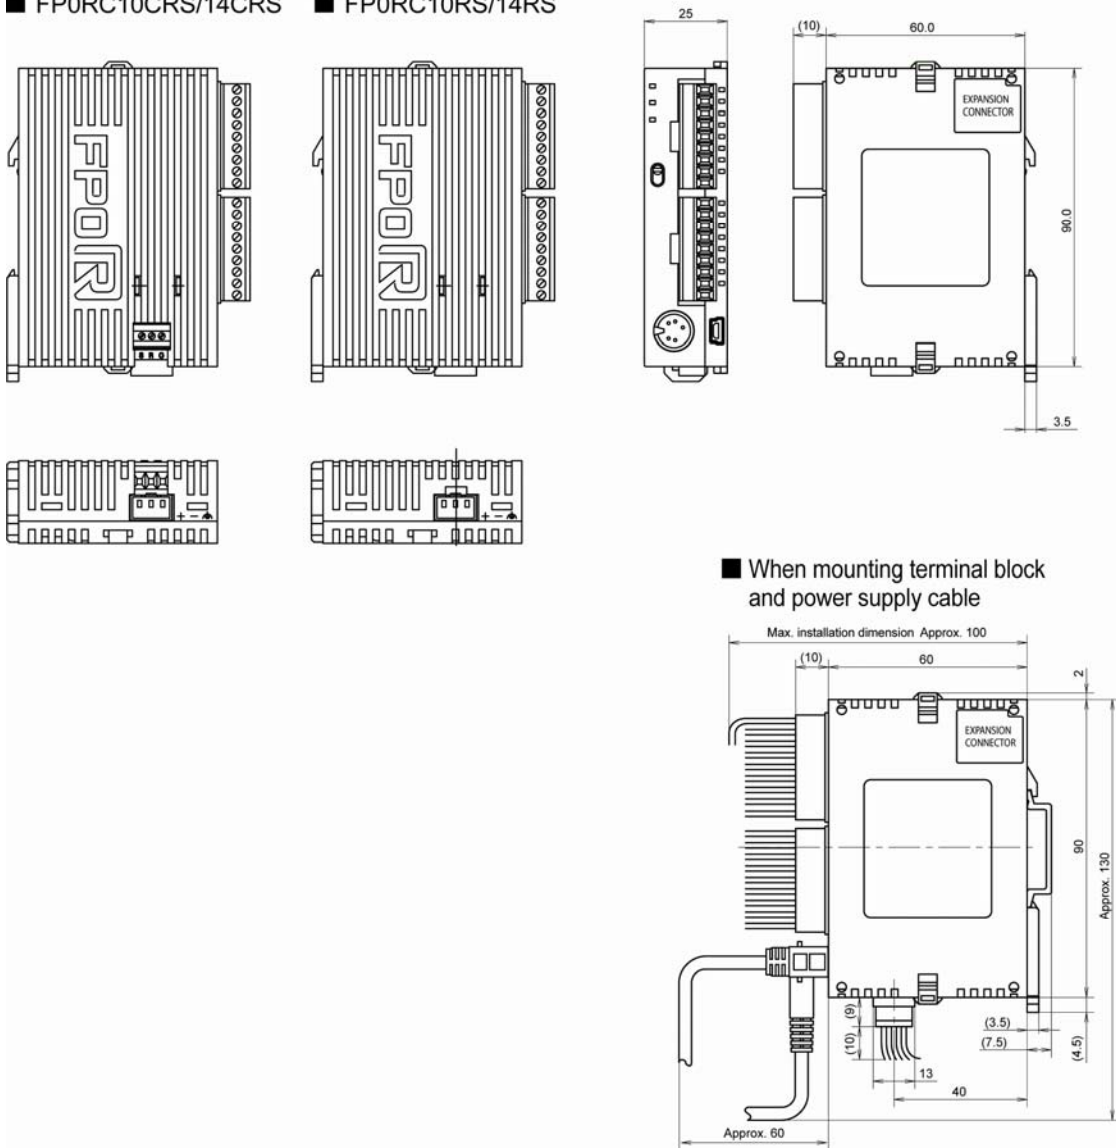 ■ FP0RC10CRS/14CRS
■ FP0RC10RS/14RS
25
(10)
60.0
EXPANSION
CONNECTOR
90.0
3.5
FP0R
S R G
FP0R
+ −
+ −
■ When mounting terminal block
and power supply cable
Max. installation dimension Approx. 100
(10)
60
2
EXPANSION
CONNECTOR
90
Approx. 130
(9)
(10)
(3.5)
(7.5)
(4.5)
13
40
Approx. 60